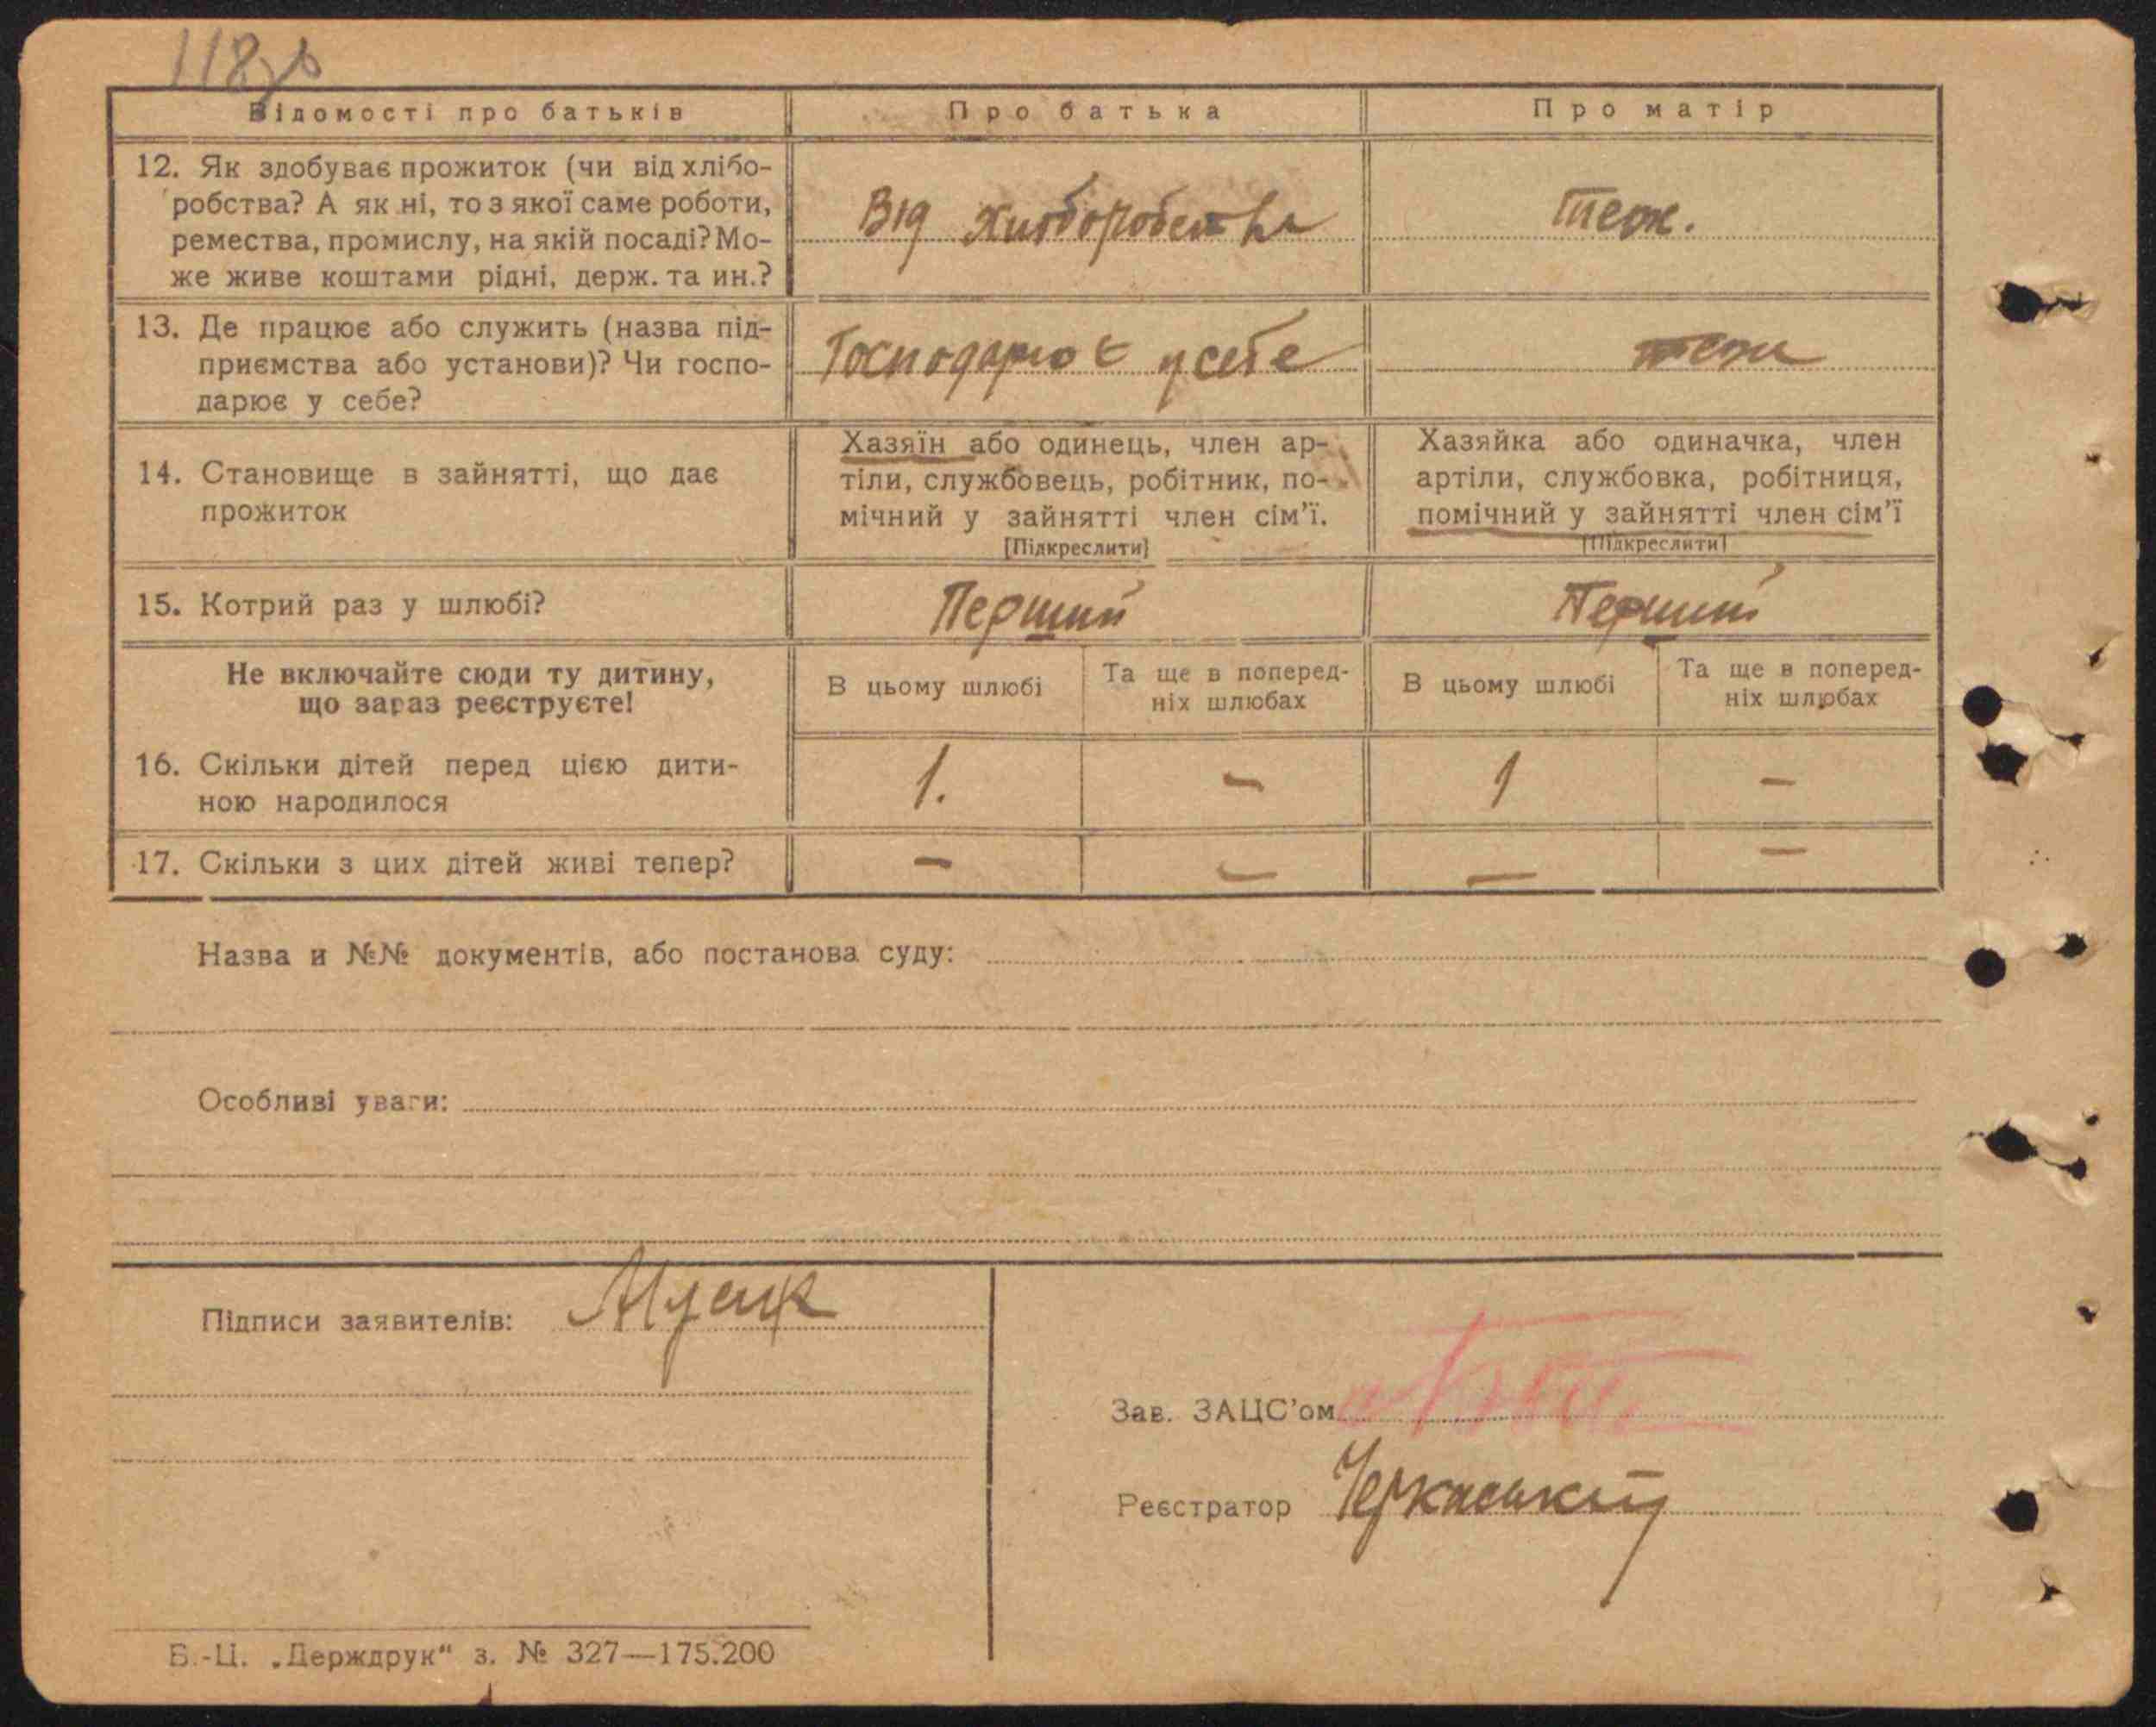 118зв
Відомості про батьків
Про батька
Про матір
12. Як здобуває прожиток (чи від хлібо-
робства? А як ні, то з якої саме роботи,
ремества, промислу, на якій посаді? Мо-
же живе коштами рідні, держ. та ин.?
Від хліборобства
теж.
13. Де працює або служить (назва під-
приємства або установи)? Чи госпо-
дарює у себе?
Господарює у себе
теж
14. Становище в зайнятті, що дає
прожиток
Хазяїн або одинець, член ар-
тіли, службовець, робітник, по-
мічний у зайнятті член сім'ї.
[Підкреслити]
Хазяйка або одиначка, член
артіли, службовка, робітниця,
помічний у зайнятті член сім'ї
[Підкреслити]
15. Котрий раз у шлюбі?
Перший
Перший
Не включайте сюди ту дитину,
що зараз реєструєте!
В цьому шлюбі
Та ще в поперед-
ніх шлюбах
В цьому шлюбі
Та ще в поперед-
ніх шлюбах
16. Скільки дітей перед цією дити-
ною народилося
1. – 1 –
17. Скільки з цих дітей живі тепер?
– – – –
Назва и №№ документів, або постанова суду:
Особливі уваги:
Підписи заявителів:
Зав. ЗАЦС'ом
Реєстратор Черкаський
Б.-Ц. „Держдрук" з. № 327—175.200